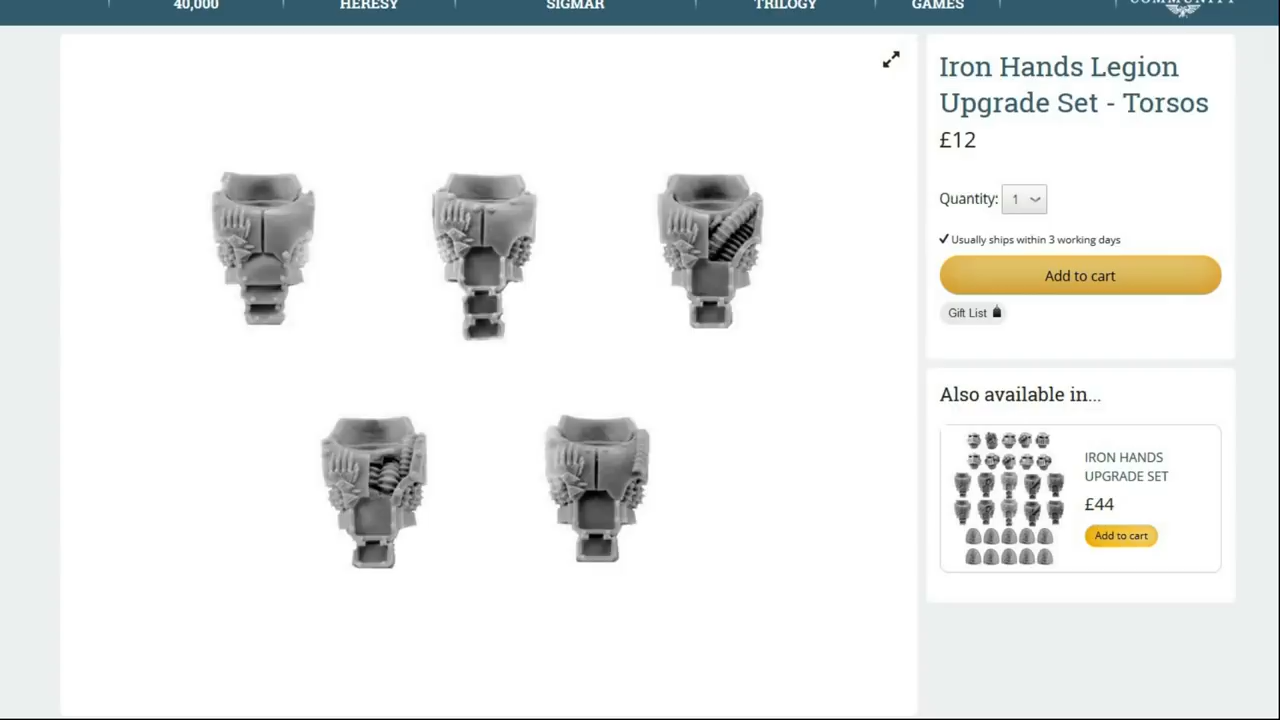 40,000
HERESY
SIGMAR
TRILOGY
GAMES
COMMUNITY
Iron Hands Legion
Upgrade Set - Torsos
£12
Quantity: 1
✓ Usually ships within 3 working days
Add to cart
Gift List
Also available in...
IRON HANDS
UPGRADE SET
£44
Add to cart